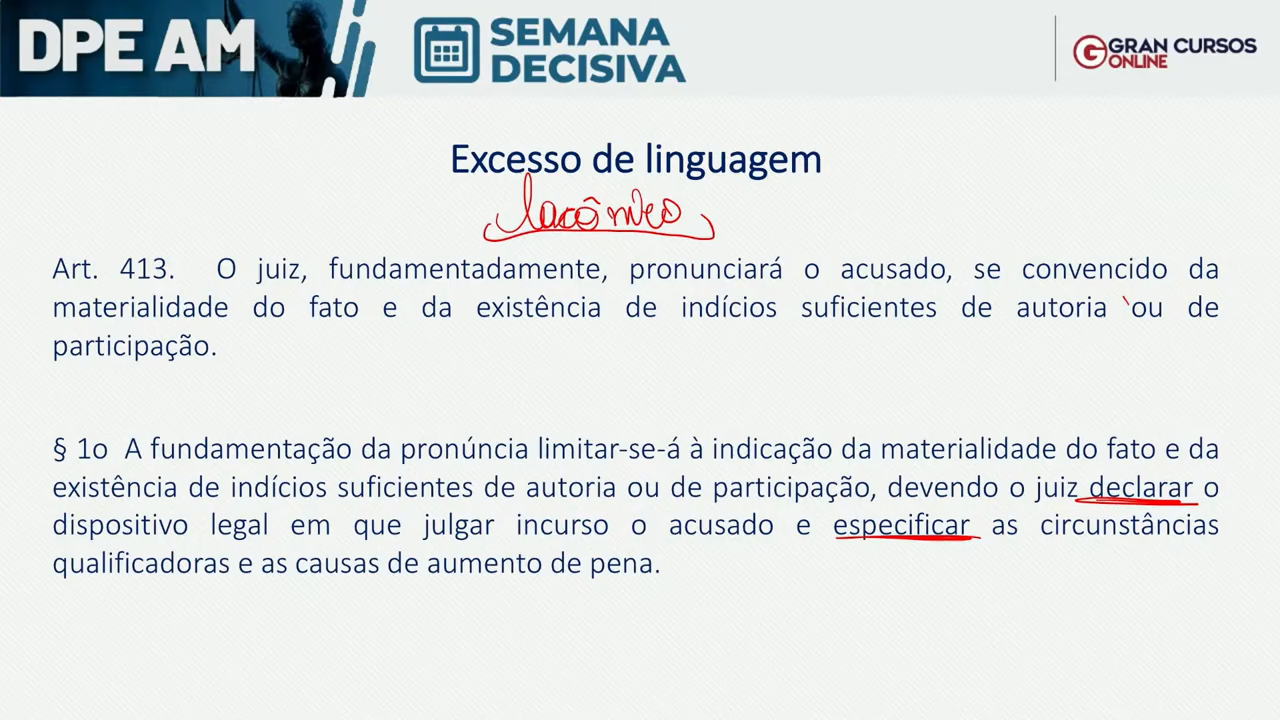 DPE AM
SEMANA
DECISIVA
GRAN CURSOS
ONLINE
Excesso de linguagem
lacônico
Art. 413. O juiz, fundamentadamente, pronunciará o acusado, se convencido da
materialidade do fato e da existência de indícios suficientes de autoria ou de
participação.
§ 1o A fundamentação da pronúncia limitar-se-á à indicação da materialidade do fato e da
existência de indícios suficientes de autoria ou de participação, devendo o juiz declarar o
dispositivo legal em que julgar incurso o acusado e especificar as circunstâncias
qualificadoras e as causas de aumento de pena.